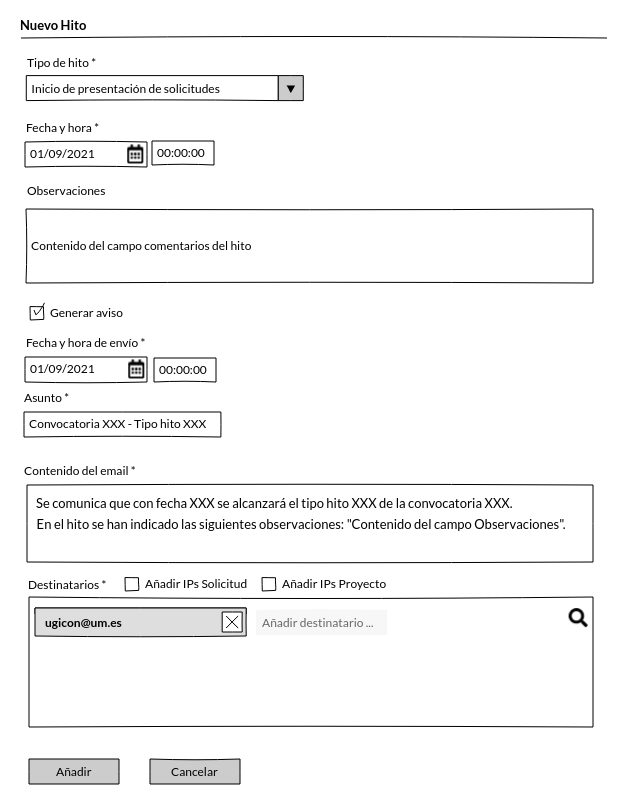 Nuevo Hito
Tipo de hito *
Inicio de presentación de solicitudes
Fecha y hora *
01/09/2021 00:00:00
Observaciones
Contenido del campo comentarios del hito
Generar aviso
Fecha y hora de envío *
01/09/2021 00:00:00
Asunto *
Convocatoria XXX - Tipo hito XXX
Contenido del email *
Se comunica que con fecha XXX se alcanzará el tipo hito XXX de la convocatoria XXX.
En el hito se han indicado las siguientes observaciones: "Contenido del campo Observaciones".
Destinatarios * Añadir IPs Solicitud Añadir IPs Proyecto
ugicon@um.es Añadir destinatario ...
Añadir Cancelar